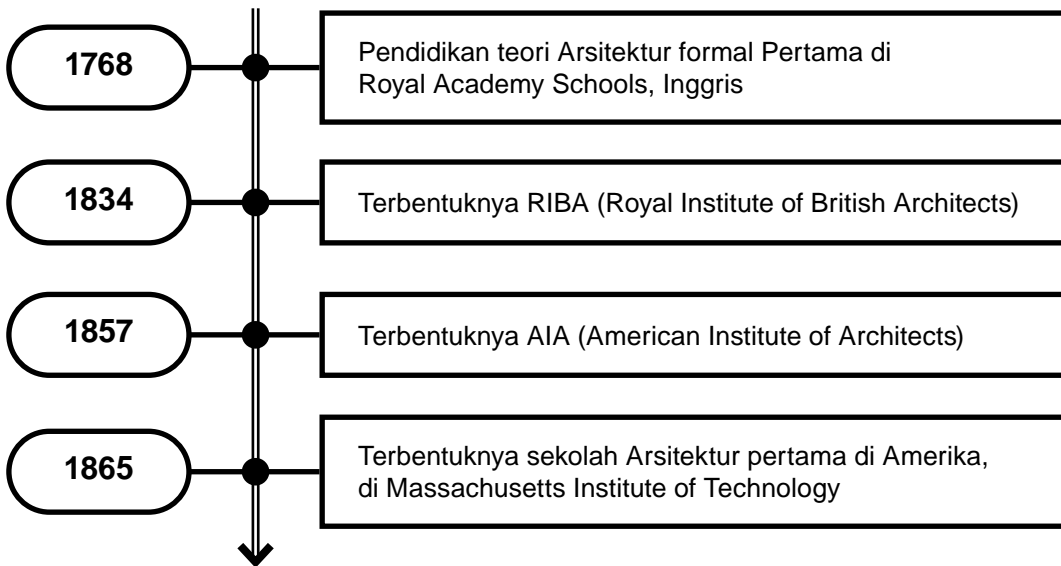 1768
Pendidikan teori Arsitektur formal Pertama di
Royal Academy Schools, Inggris
1834
Terbentuknya RIBA (Royal Institute of British Architects)
1857
Terbentuknya AIA (American Institute of Architects)
1865
Terbentuknya sekolah Arsitektur pertama di Amerika,
di Massachusetts Institute of Technology